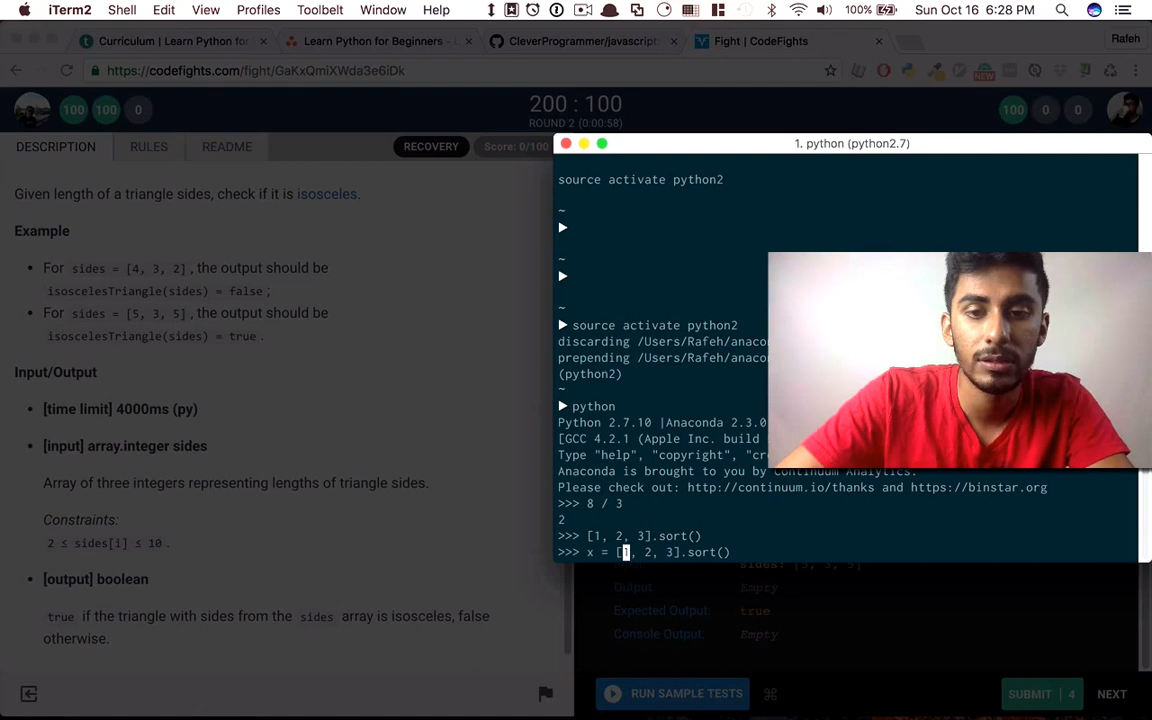 iTerm2 Shell Edit View Profiles Toolbelt Window Help 100% Sun Oct 16 6:28 PM
Curriculum | Learn Python for Learn Python for Beginners - L CleverProgrammer/javascript Fight | CodeFights Rafeh
https://codefights.com/fight/GaKxQmiXWda3e6iDk NEW
100 100 0 200 : 100 100 0 0
ROUND 2 (0:00:58)
DESCRIPTION RULES README RECOVERY Score: 0/100
1. python (python2.7)
Given length of a triangle sides, check if it is isosceles.
Example
• For sides = [4, 3, 2], the output should be
isoscelesTriangle(sides) = false;
• For sides = [5, 3, 5], the output should be
isoscelesTriangle(sides) = true.
Input/Output
• [time limit] 4000ms (py)
• [input] array.integer sides
Array of three integers representing lengths of triangle sides.
Constraints:
2 ≤ sides[i] ≤ 10.
• [output] boolean
true if the triangle with sides from the sides array is isosceles, false
otherwise.
source activate python2
~
~
~
source activate python2
discarding /Users/Rafeh/anaco
prepending /Users/Rafeh/anaco
(python2)
~
python
Python 2.7.10 |Anaconda 2.3.0
[GCC 4.2.1 (Apple Inc. build
Type "help", "copyright", "cr
Anaconda is brought to you by Continuum Analytics.
Please check out: http://continuum.io/thanks and https://binstar.org
>>> 8 / 3
2
>>> [1, 2, 3].sort()
>>> x = [1, 2, 3].sort()
sides: [5, 3, 5]
Output: Empty
Expected Output: true
Console Output: Empty
RUN SAMPLE TESTS ⌘ SUBMIT | 4 NEXT